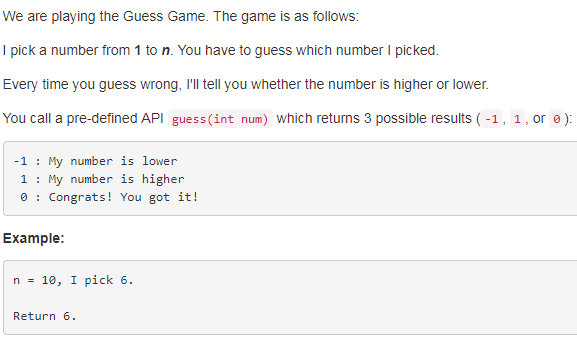 We are playing the Guess Game. The game is as follows:
I pick a number from 1 to n. You have to guess which number I picked.
Every time you guess wrong, I'll tell you whether the number is higher or lower.
You call a pre-defined API guess(int num) which returns 3 possible results (-1, 1, or 0):
-1 : My number is lower
1 : My number is higher
0 : Congrats! You got it!
Example:
n = 10, I pick 6.
Return 6.